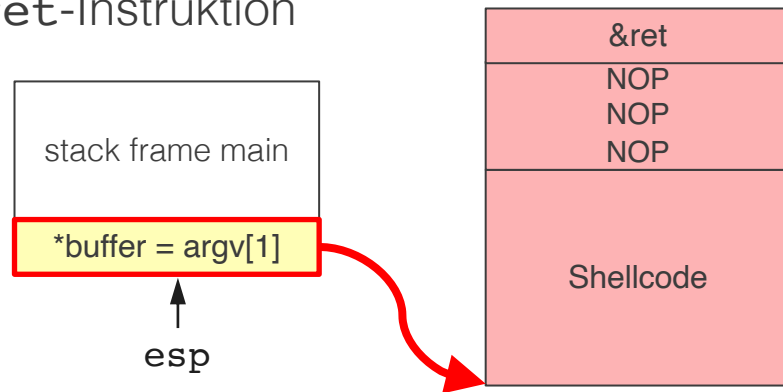 et-Instruktion
stack frame main
*buffer = argv[1]
esp
&ret
NOP
NOP
NOP
Shellcode